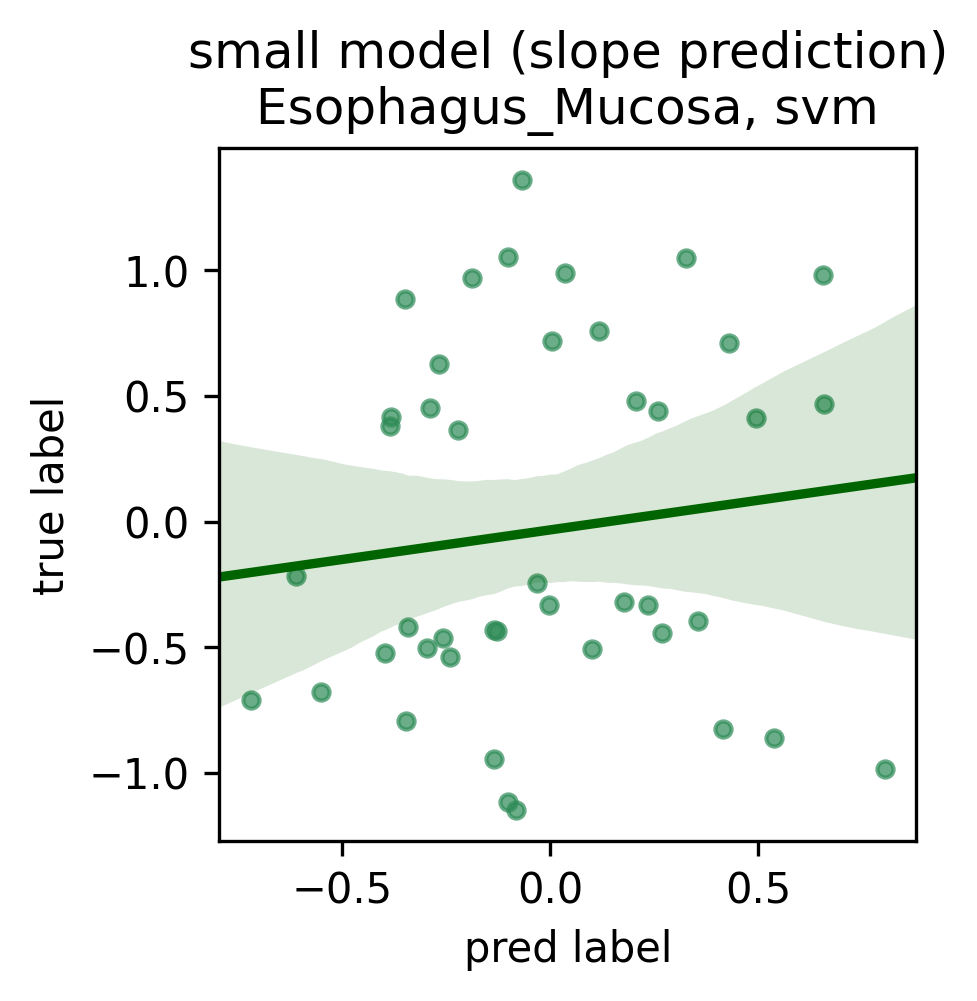 small model (slope prediction)
Esophagus_Mucosa, svm
true label
1.0
0.5
0.0
−0.5
−1.0
−0.5
0.0
0.5
pred label